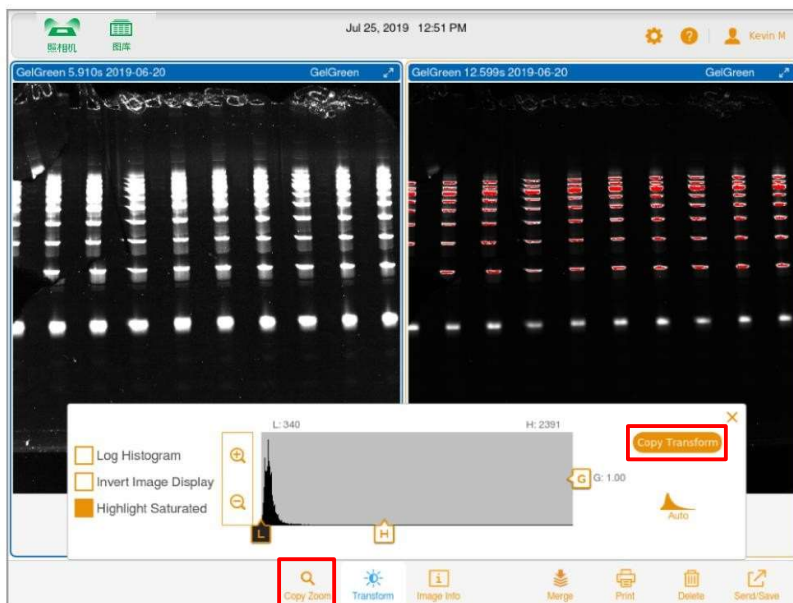 Jul 25, 2019 12:51 PM
照相机
图库
Kevin M
GelGreen 5.910s 2019-06-20 GelGreen
GelGreen 12.599s 2019-06-20 GelGreen
L: 340 H: 2391
Copy Transform
Log Histogram
Invert Image Display
Highlight Saturated
G G: 1.00
Auto
L H
Copy Zoom
Transform
Image Info
Merge
Print
Delete
Send/Save